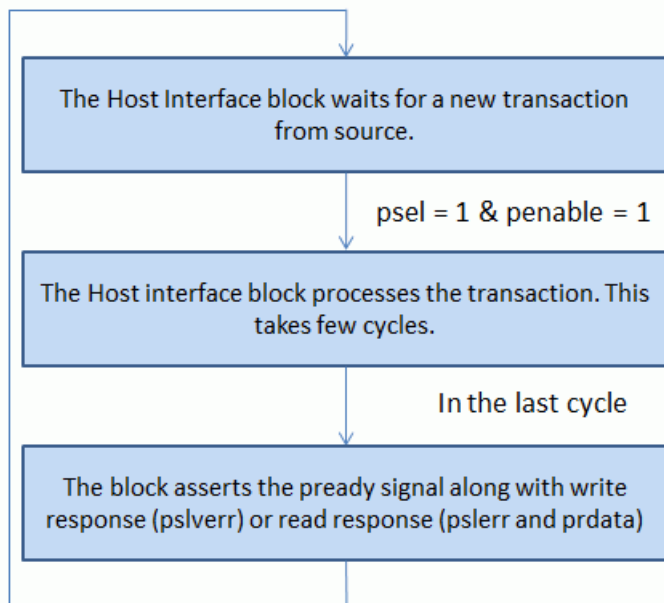 The Host Interface block waits for a new transaction
from source.
psel = 1 & penable = 1
The Host interface block processes the transaction. This
takes few cycles.
In the last cycle
The block asserts the pready signal along with write
response (pslverr) or read response (pslerr and prdata)